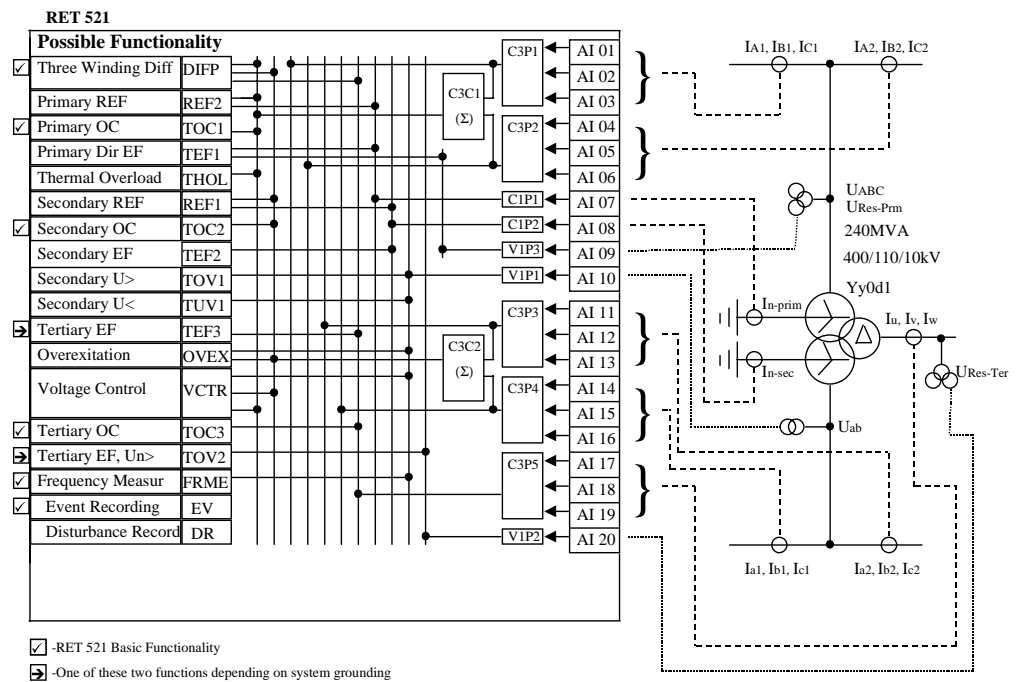 RET 521
Possible Functionality
Three Winding Diff DIFP
Primary REF REF2
Primary OC TOC1
Primary Dir EF TEF1
Thermal Overload THOL
Secondary REF REF1
Secondary OC TOC2
Secondary EF TEF2
Secondary U> TOV1
Secondary U< TUV1
Tertiary EF TEF3
Overexitation OVEX
Voltage Control VCTR
Tertiary OC TOC3
Tertiary EF, Un> TOV2
Frequency Measur FRME
Event Recording EV
Disturbance Record DR
C3C1
(Σ)
C3C2
(Σ)
C3P1
C3P2
C1P1
C1P2
V1P3
V1P1
C3P3
C3P4
C3P5
V1P2
AI 01
AI 02
AI 03
AI 04
AI 05
AI 06
AI 07
AI 08
AI 09
AI 10
AI 11
AI 12
AI 13
AI 14
AI 15
AI 16
AI 17
AI 18
AI 19
AI 20
IA1, IB1, IC1
IA2, IB2, IC2
UABC
URes-Prm
240MVA
400/110/10kV
Yy0d1
In-prim
Iu, Iv, Iw
In-sec
URes-Ter
Uab
Ia1, Ib1, Ic1
Ia2, Ib2, Ic2
-RET 521 Basic Functionality
-One of these two functions depending on system grounding